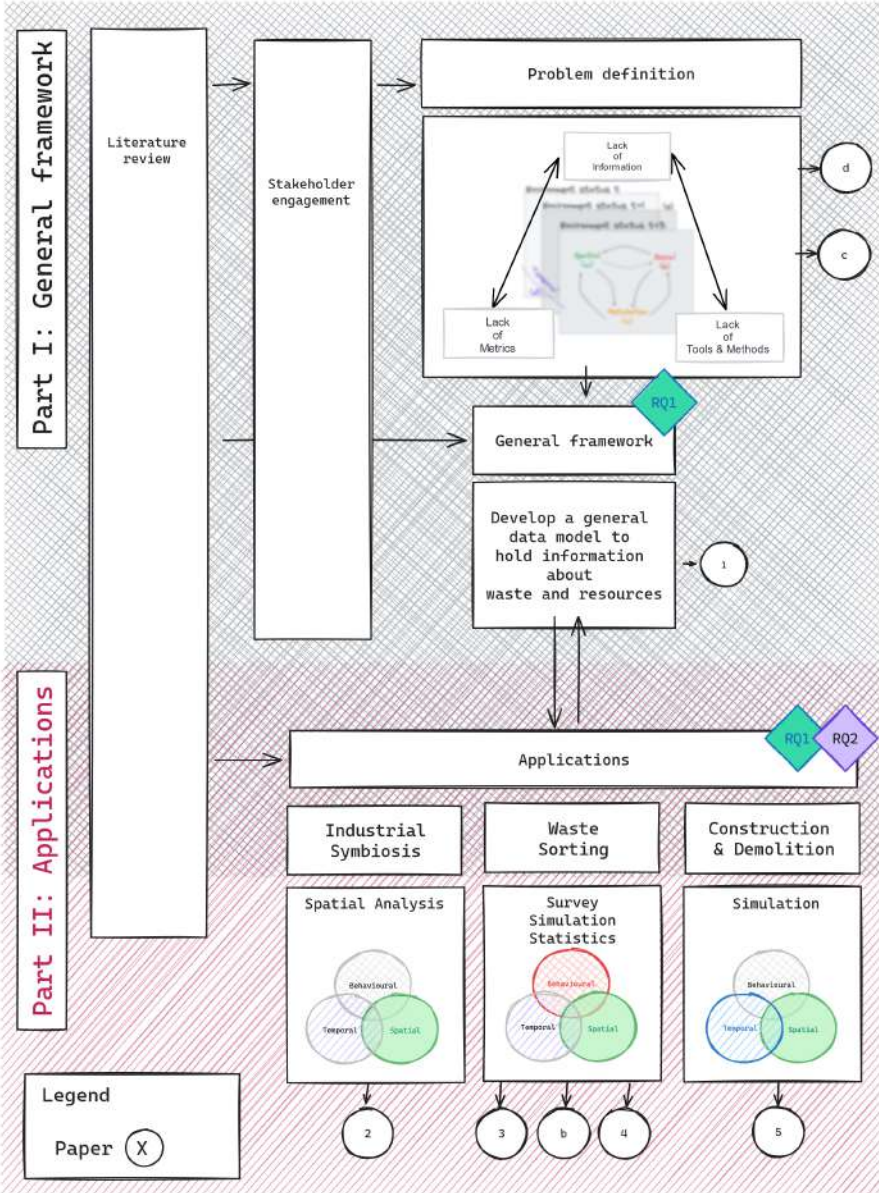 Part I: General framework
Literature
review
Stakeholder
engagement
Problem definition
Lack
of
Information
Lack
of
Metrics
Lack
of
Tools & Methods
d
c
RQ1
General framework
Develop a general
data model to
hold information
about
waste and resources
1
Part II: Applications
RQ1
RQ2
Applications
Industrial
Symbiosis
Waste
Sorting
Construction
& Demolition
Spatial Analysis
Behavioural
Temporal
Spatial
Survey
Simulation
Statistics
Behavioural
Temporal
Spatial
Simulation
Behavioural
Temporal
Spatial
2
3
b
4
5
Legend
Paper X